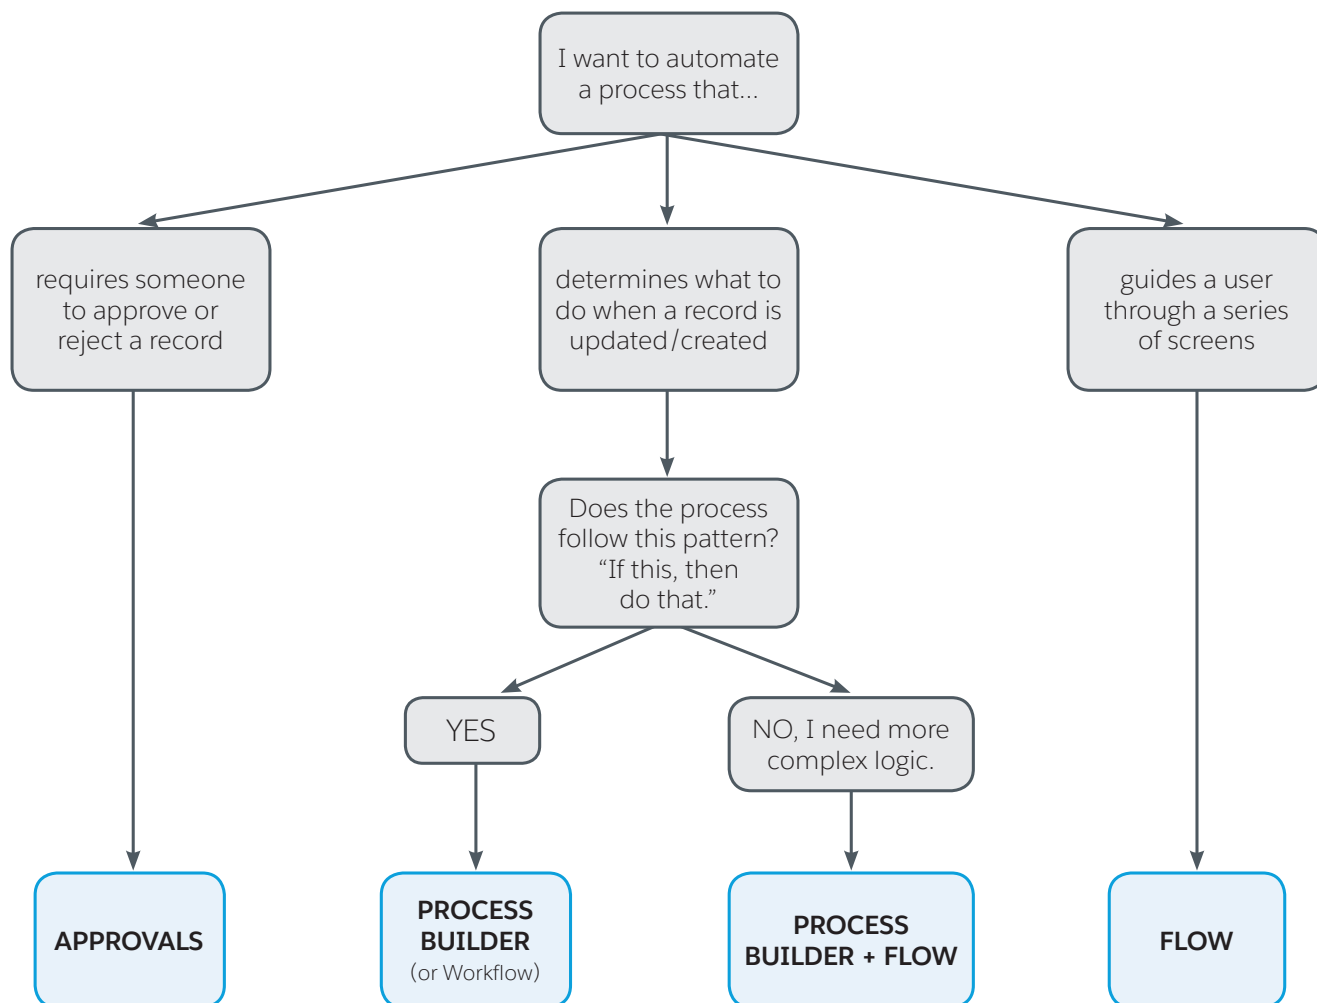 I want to automate
a process that...
requires someone
to approve or
reject a record
determines what to
do when a record is
updated/created
guides a user
through a series
of screens
Does the process
follow this pattern?
“If this, then
do that.”
YES
NO, I need more
complex logic.
APPROVALS
PROCESS
BUILDER
(or Workflow)
PROCESS
BUILDER + FLOW
FLOW